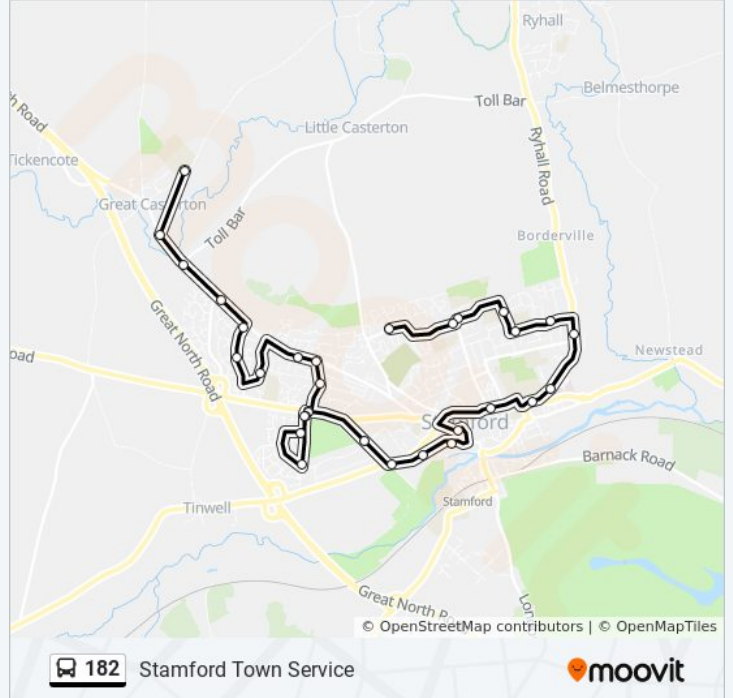 Ryhall
Belmesthorpe
Toll Bar
Little Casterton
h Road
Tickencote
Ryhall Road
Great Casterton
Toll Bar
Borderville
Great North Road
Newstead
oad
Stamford
Barnack Road
Stamford
Tinwell
Great North R
Lon
© OpenStreetMap contributors | © OpenMapTiles
182 Stamford Town Service
moovit